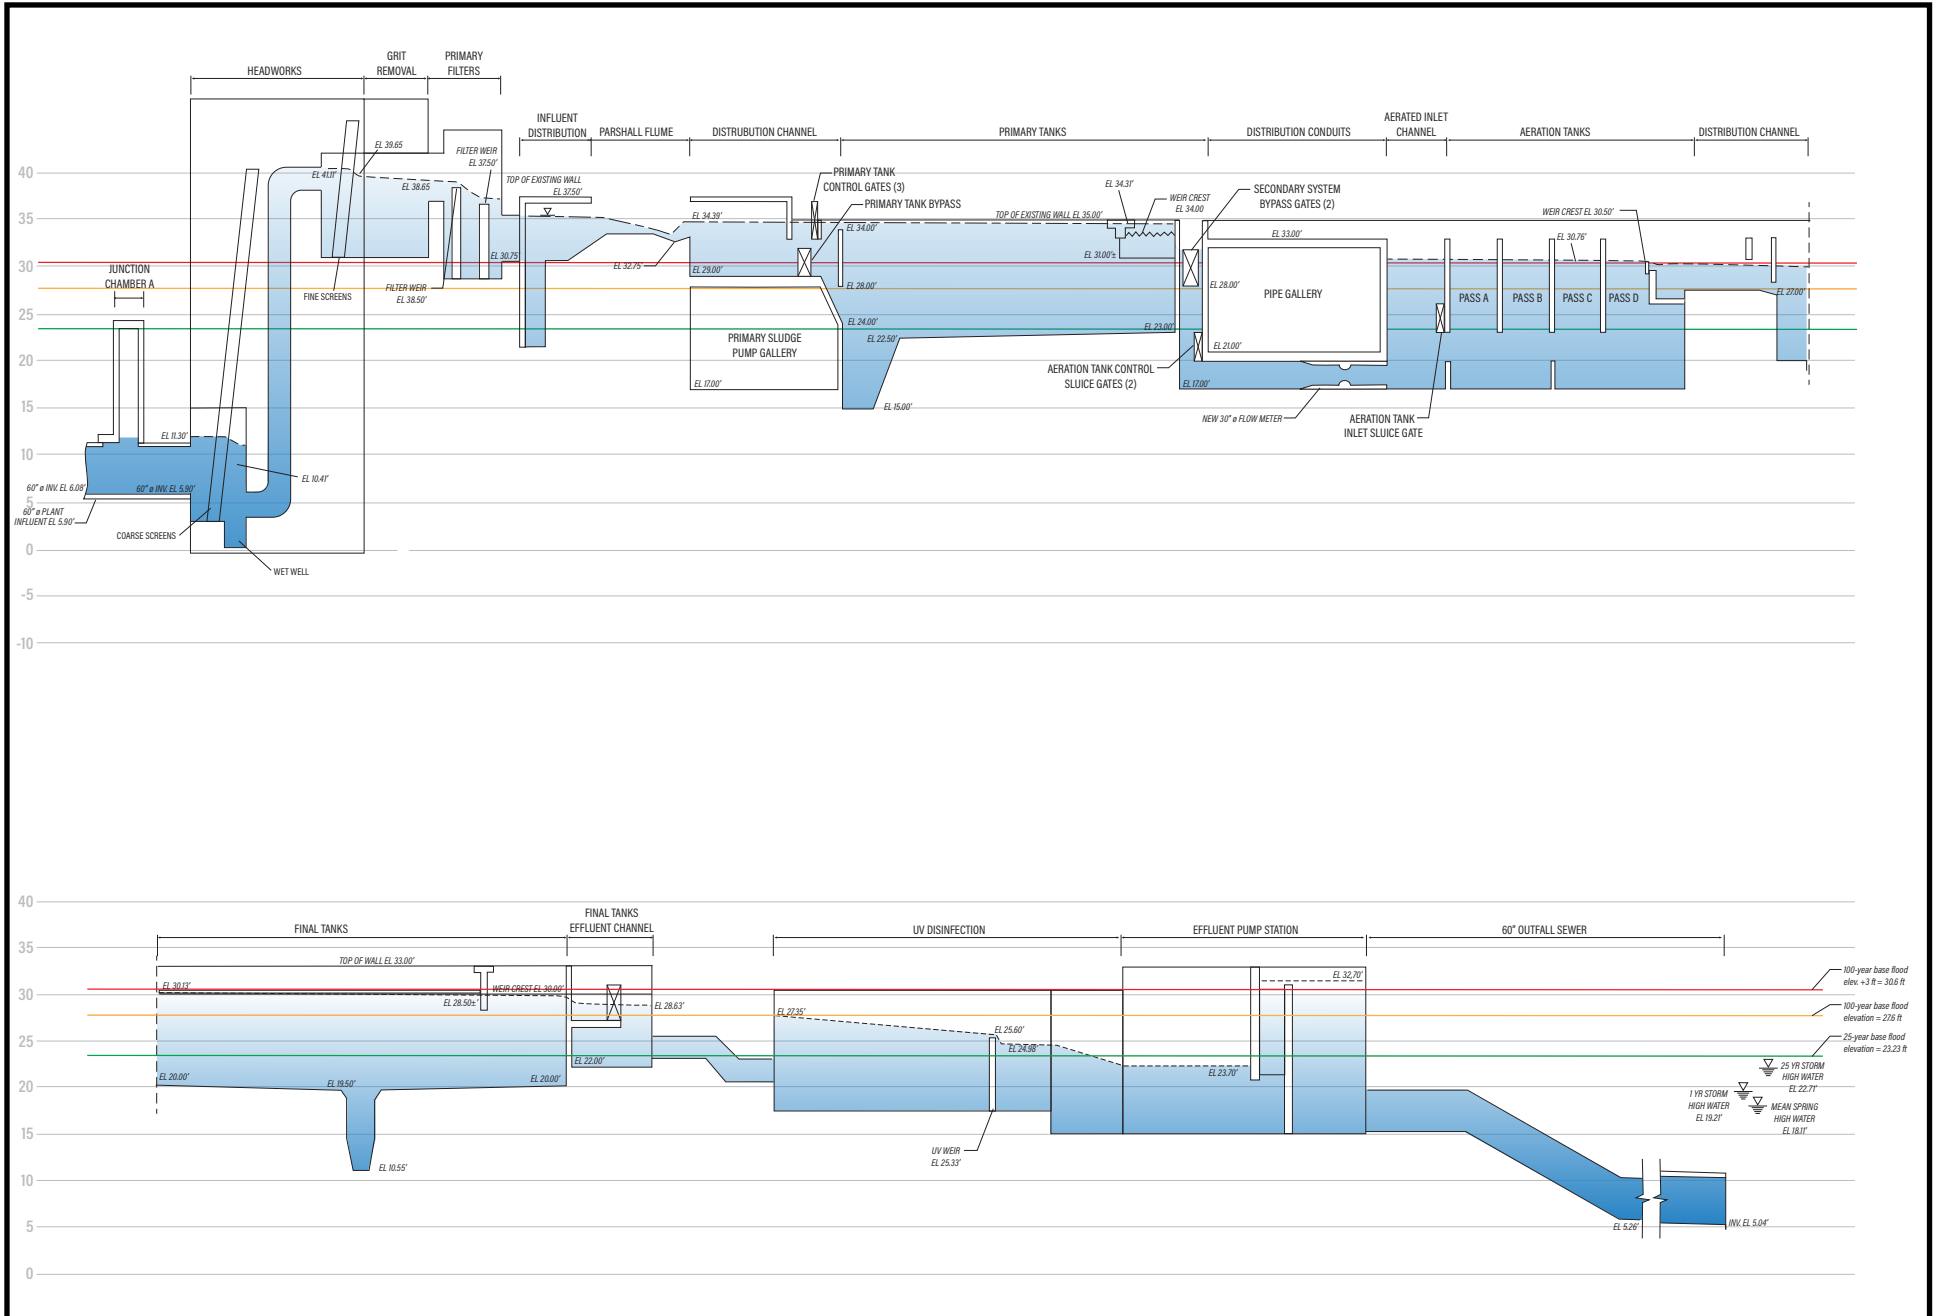 GRIT
REMOVAL
PRIMARY
FILTERS
HEADWORKS
INFLUENT
DISTRIBUTION
PARSHALL FLUME
DISTRUBUTION CHANNEL
PRIMARY TANKS
DISTRIBUTION CONDUITS
AERATED INLET
CHANNEL
AERATION TANKS
DISTRIBUTION CHANNEL
40
35
30
25
20
15
10
5
0
-5
-10
JUNCTION
CHAMBER A
EL 11.30'
60" ø INV. EL 6.08'
60" ø INV. EL 5.90'
60" ø PLANT
INFLUENT EL 5.90'
COARSE SCREENS
WET WELL
EL 10.41'
EL 41.11'
EL 39.65
EL 38.65
FINE SCREENS
FILTER WEIR
EL 37.50'
FILTER WEIR
EL 38.50'
TOP OF EXISTING WALL
EL 37.50'
EL 30.75
EL 32.75
EL 34.39'
EL 29.00'
PRIMARY TANK
CONTROL GATES (3)
PRIMARY TANK BYPASS
EL 34.00'
EL 28.00'
EL 24.00'
EL 22.50'
EL 15.00'
PRIMARY SLUDGE
PUMP GALLERY
EL 17.00'
TOP OF EXISTING WALL EL 35.00'
EL 34.31'
WEIR CREST
EL 34.00
EL 31.00'±
EL 23.00'
SECONDARY SYSTEM
BYPASS GATES (2)
EL 33.00'
EL 28.00'
PIPE GALLERY
EL 21.00'
AERATION TANK CONTROL
SLUICE GATES (2)
EL 17.00'
NEW 30" ø FLOW METER
AERATION TANK
INLET SLUICE GATE
WEIR CREST EL 30.50'
EL 30.76'
PASS A
PASS B
PASS C
PASS D
EL 27.00'
40
35
30
25
20
15
10
5
0
FINAL TANKS
FINAL TANKS
EFFLUENT CHANNEL
UV DISINFECTION
EFFLUENT PUMP STATION
60" OUTFALL SEWER
TOP OF WALL EL 33.00'
EL 30.13'
WEIR CREST EL 30.00'
EL 28.50±'
EL 28.63'
EL 22.00'
EL 20.00'
EL 19.50'
EL 20.00'
EL 10.55'
EL 27.35'
EL 25.60'
EL 24.98'
UV WEIR
EL 25.33'
EL 23.70'
EL 32,70'
100-year base flood
elev. +3 ft = 30.6 ft
100-year base flood
elevation = 27.6 ft
25-year base flood
elevation = 23.23 ft
25 YR STORM
HIGH WATER
EL 22.71'
1 YR STORM
HIGH WATER
EL 19.21'
MEAN SPRING
HIGH WATER
EL 18.11'
EL 5.26'
INV. EL 5.04'